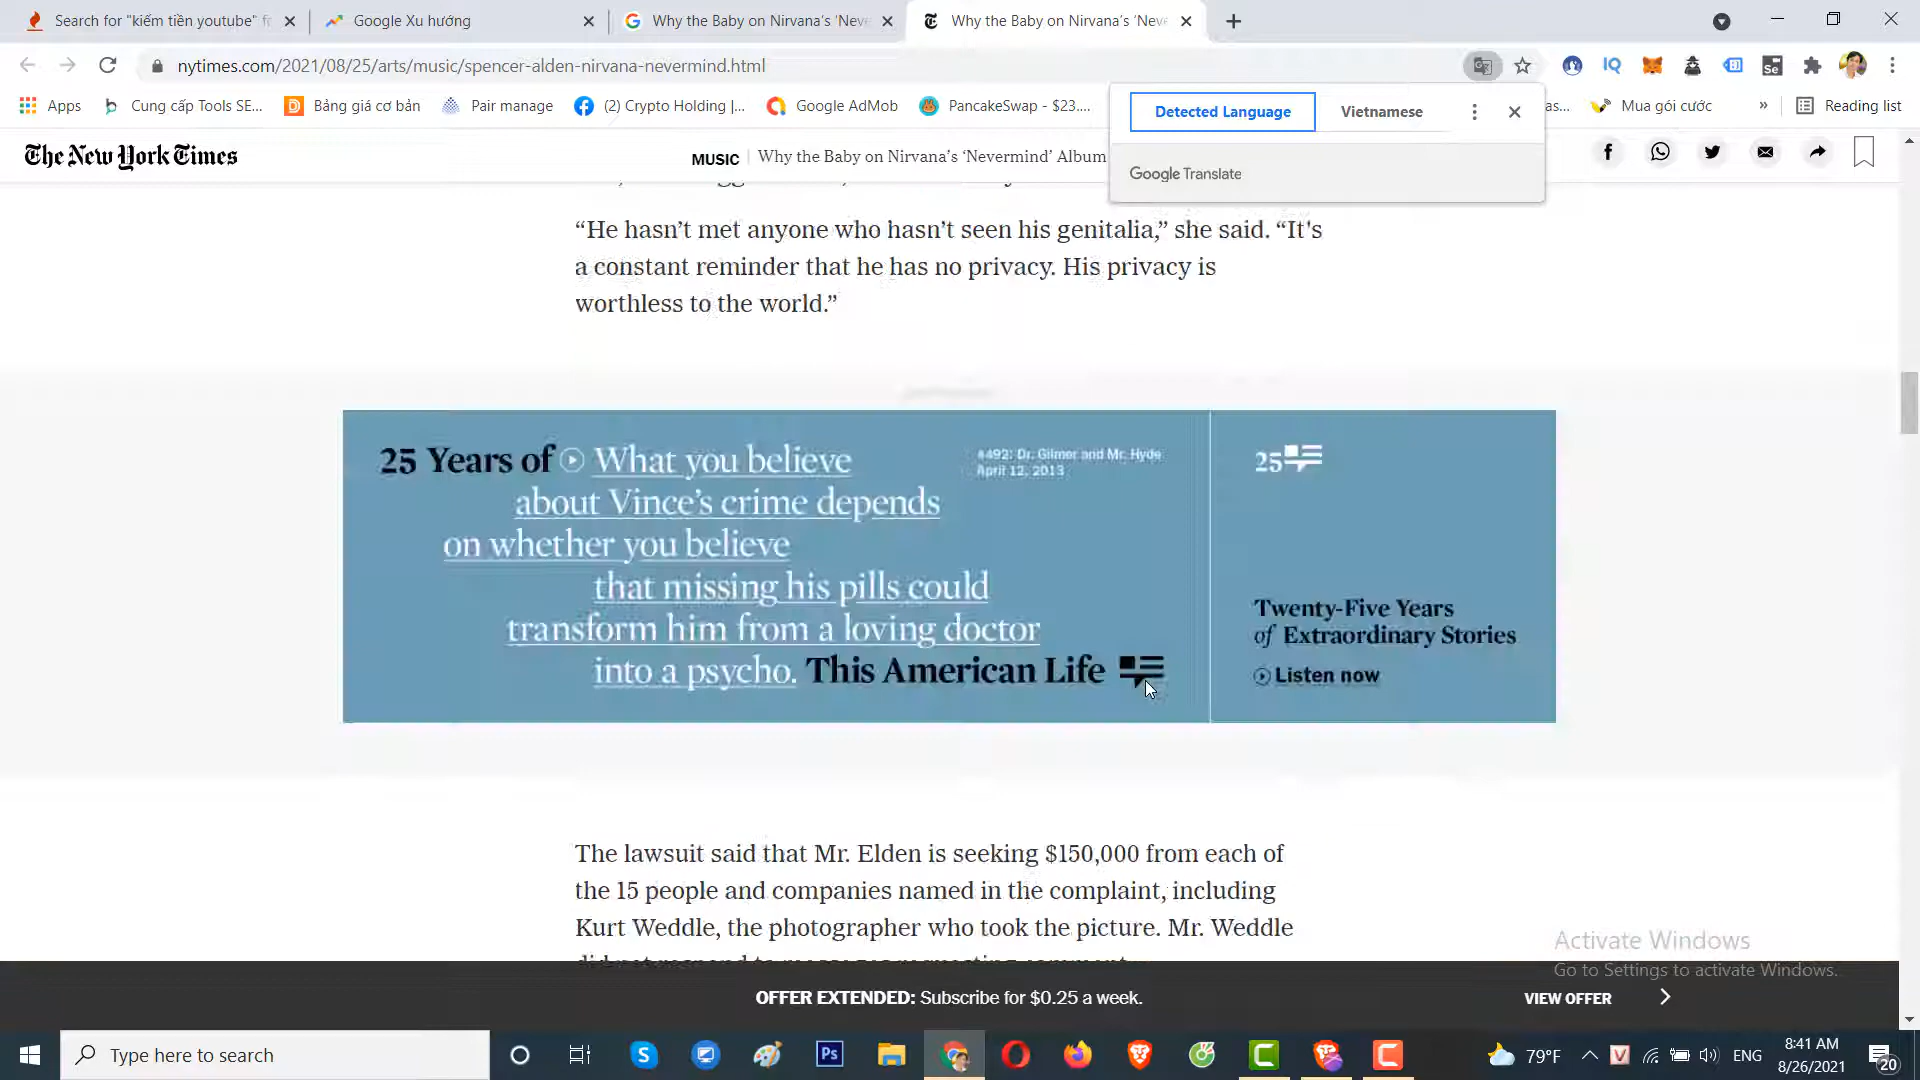 Search for "kiếm tiền youtube" f
Google Xu hướng
Why the Baby on Nirvana's 'Neve
Why the Baby on Nirvana's 'Neve
nytimes.com/2021/08/25/arts/music/spencer-alden-nirvana-nevermind.html
Apps
Cung cấp Tools SE...
Bảng giá cơ bản
Pair manage
(2) Crypto Holding |...
Google AdMob
PancakeSwap - $23....
as...
Mua gói cước
»
Reading list
Detected Language
Vietnamese
Google Translate
The New York Times
MUSIC
Why the Baby on Nirvana's 'Nevermind' Album
“He hasn't met anyone who hasn't seen his genitalia,” she said. “It's
a constant reminder that he has no privacy. His privacy is
worthless to the world.”
25 Years of What you believe
about Vince's crime depends
on whether you believe
that missing his pills could
transform him from a loving doctor
into a psycho. This American Life
#492: Dr. Gilmer and Mr. Hyde
April 12, 2013
25
Twenty-Five Years
of Extraordinary Stories
Listen now
The lawsuit said that Mr. Elden is seeking $150,000 from each of
the 15 people and companies named in the complaint, including
Kurt Weddle, the photographer who took the picture. Mr. Weddle
Activate Windows
Go to Settings to activate Windows.
OFFER EXTENDED: Subscribe for $0.25 a week.
VIEW OFFER
Type here to search
79°F
ENG
8:41 AM
8/26/2021
20